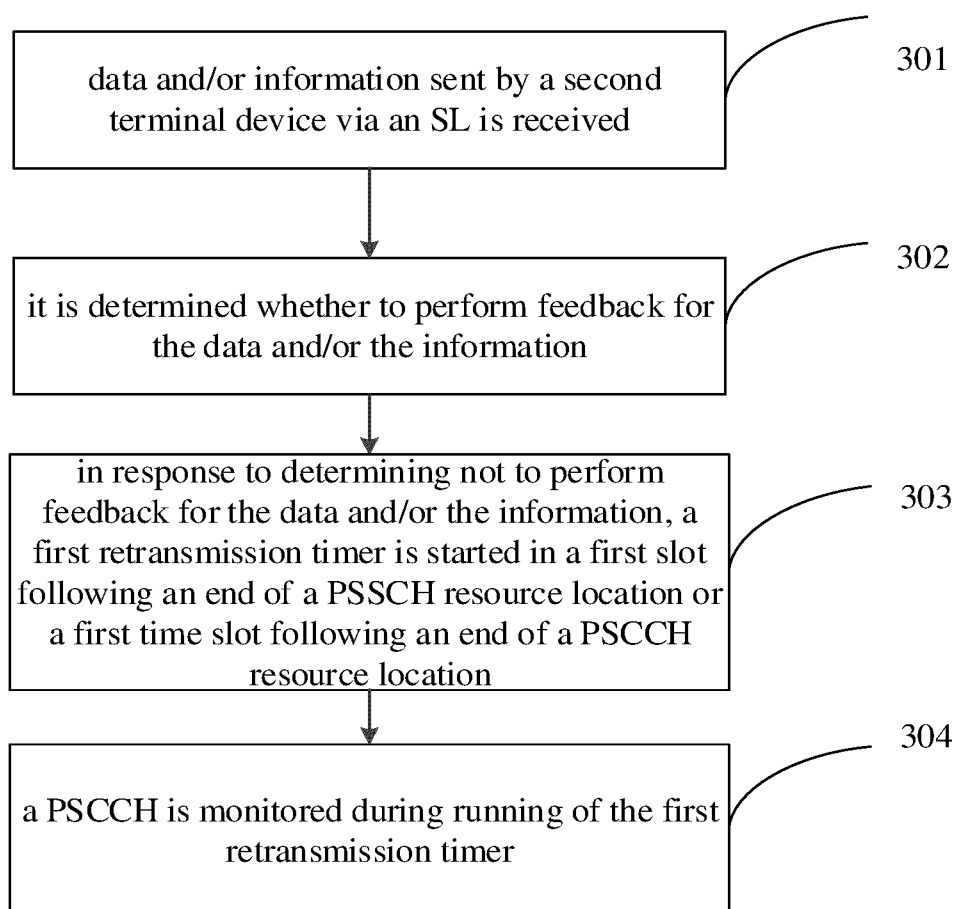 data and/or information sent by a second
terminal device via an SL is received
301
it is determined whether to perform feedback for
the data and/or the information
302
in response to determining not to perform
feedback for the data and/or the information, a
first retransmission timer is started in a first slot
following an end of a PSSCH resource location or
a first time slot following an end of a PSCCH
resource location
303
a PSCCH is monitored during running of the first
retransmission timer
304